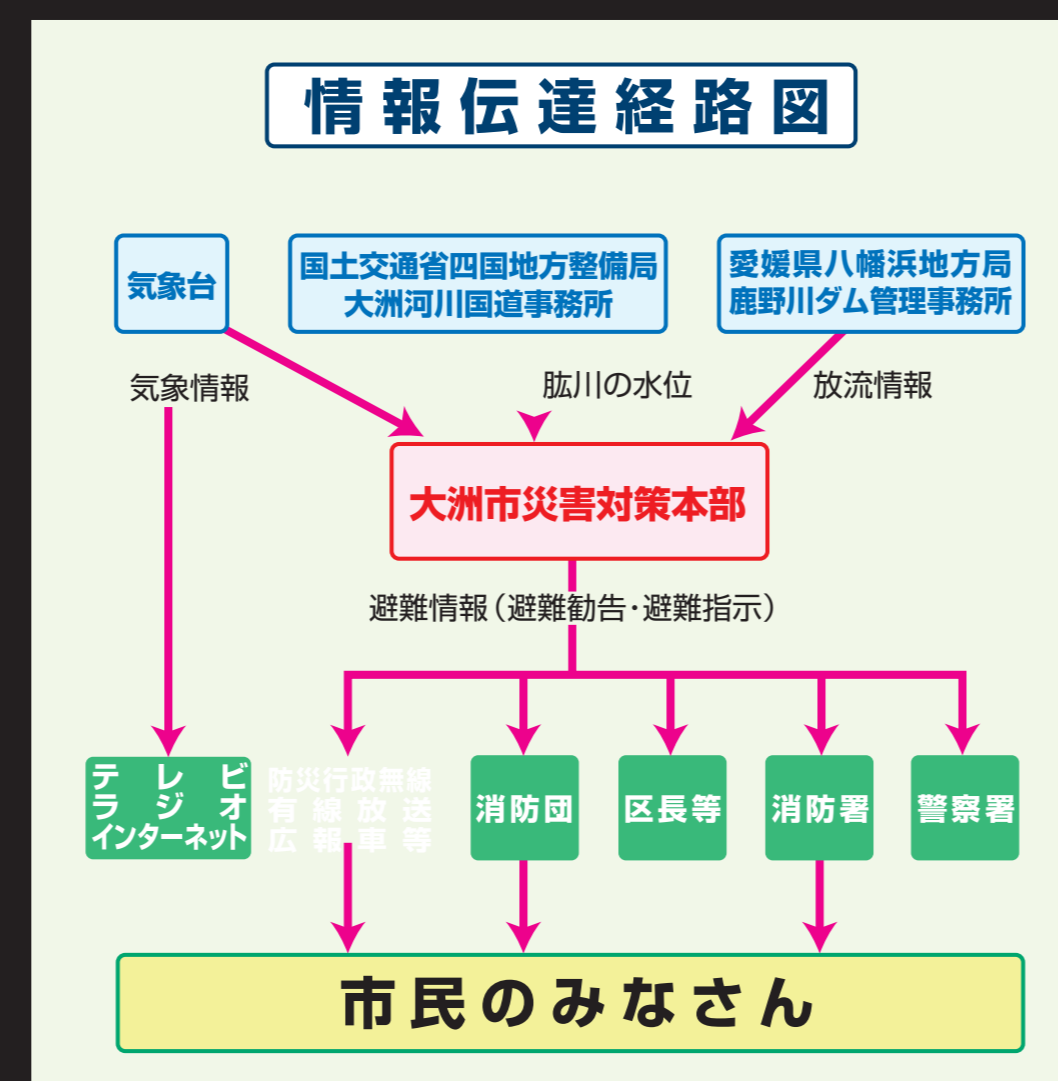 情報伝達経路図
気象台
国土交通省四国地方整備局
大洲河川国道事務所
愛媛県八幡浜地方局
鹿野川ダム管理事務所
気象情報
肱川の水位
放流情報
大洲市災害対策本部
避難情報（避難勧告・避難指示）
テレビ
ラジオ
インターネット
防災行政無線
有線放送
広報車等
消防団
区長等
消防署
警察署
市民のみなさん